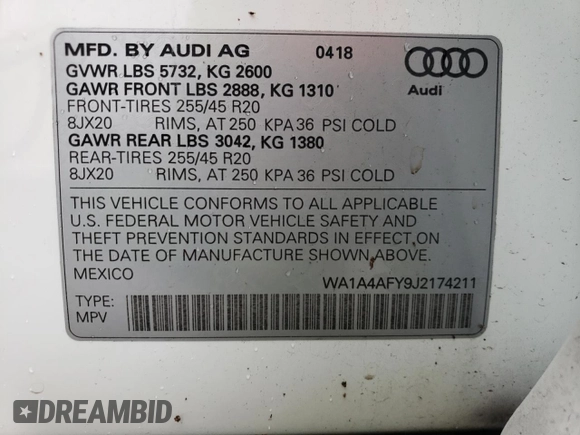 MFD. BY AUDI AG 0418
GVWR LBS 5732, KG 2600
GAWR FRONT LBS 2888, KG 1310
FRONT-TIRES 255/45 R20
8JX20 RIMS, AT 250 KPA 36 PSI COLD
GAWR REAR LBS 3042, KG 1380
REAR-TIRES 255/45 R20
8JX20 RIMS, AT 250 KPA 36 PSI COLD
Audi
THIS VEHICLE CONFORMS TO ALL APPLICABLE
U.S. FEDERAL MOTOR VEHICLE SAFETY AND
THEFT PREVENTION STANDARDS IN EFFECT,ON
THE DATE OF MANUFACTURE SHOWN ABOVE.
MEXICO WA1A4AFY9J2174211
TYPE:
MPV
DREAMBID